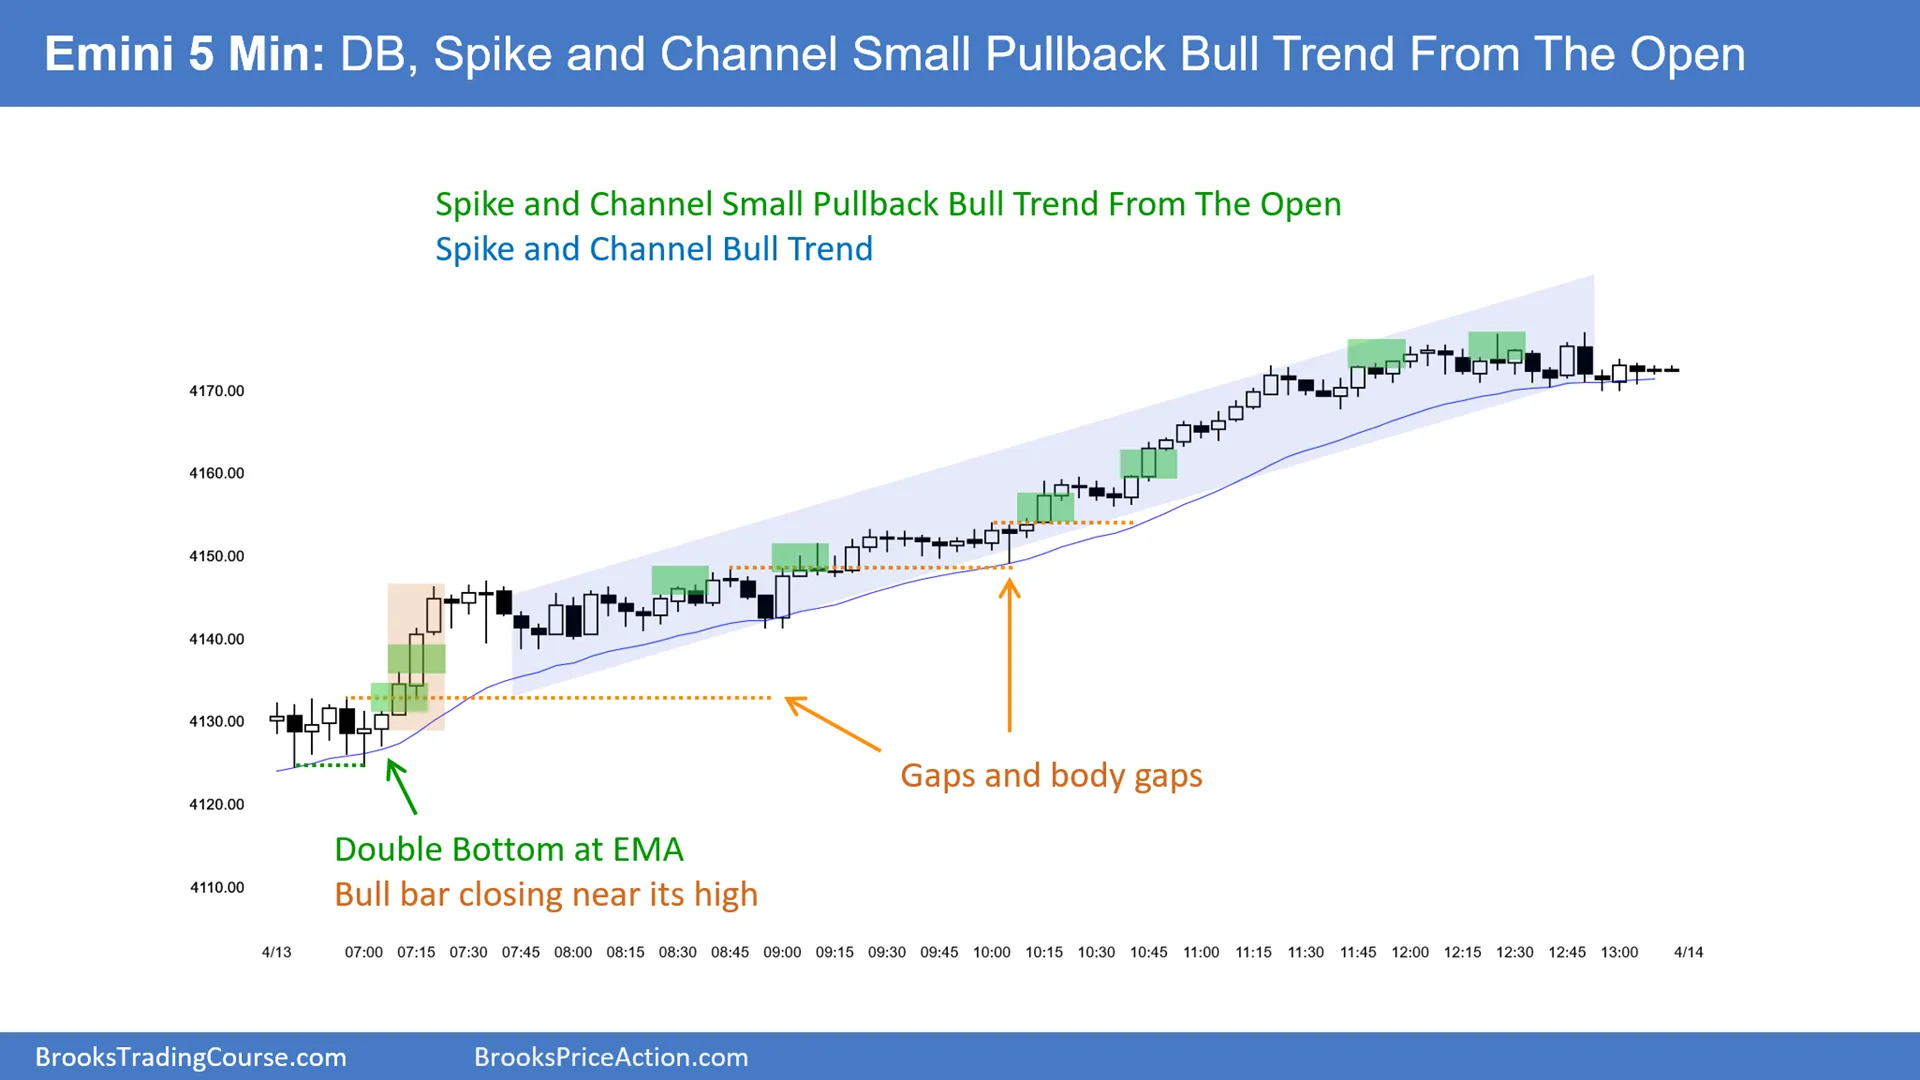 Emini 5 Min: DB, Spike and Channel Small Pullback Bull Trend From The Open
Spike and Channel Small Pullback Bull Trend From The Open
Spike and Channel Bull Trend
4170.00
4160.00
4150.00
4140.00
4130.00
4120.00
4110.00
Gaps and body gaps
Double Bottom at EMA
Bull bar closing near its high
4/13 07:00 07:15 07:30 07:45 08:00 08:15 08:30 08:45 09:00 09:15 09:30 09:45 10:00 10:15 10:30 10:45 11:00 11:15 11:30 11:45 12:00 12:15 12:30 12:45 13:00 4/14
BrooksTradingCourse.com BrooksPriceAction.com